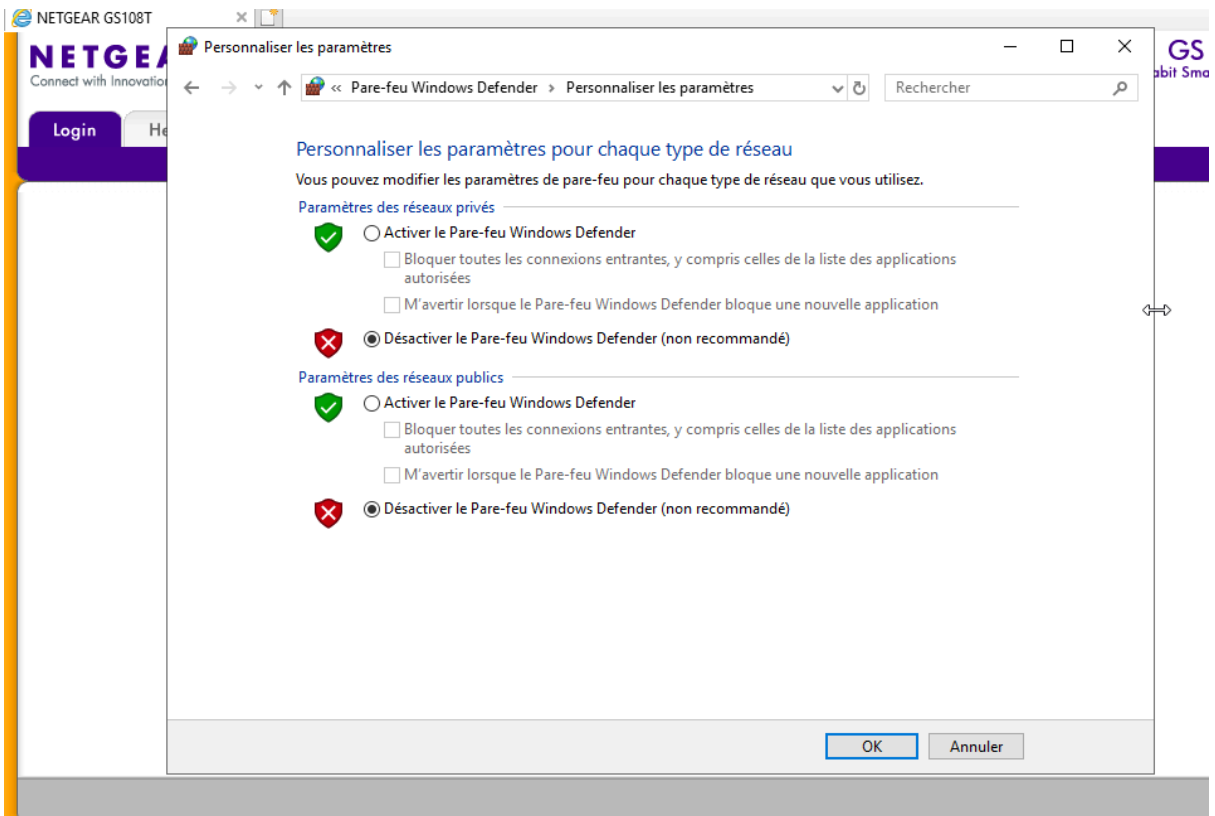 NETGEAR GS108T
NETGEA
Connect with Innovation
GS
abit Sma
Login
He
Personnaliser les paramètres
« Pare-feu Windows Defender › Personnaliser les paramètres
Rechercher
Personnaliser les paramètres pour chaque type de réseau
Vous pouvez modifier les paramètres de pare-feu pour chaque type de réseau que vous utilisez.
Paramètres des réseaux privés
Activer le Pare-feu Windows Defender
Bloquer toutes les connexions entrantes, y compris celles de la liste des applications
autorisées
M'avertir lorsque le Pare-feu Windows Defender bloque une nouvelle application
Désactiver le Pare-feu Windows Defender (non recommandé)
Paramètres des réseaux publics
Activer le Pare-feu Windows Defender
Bloquer toutes les connexions entrantes, y compris celles de la liste des applications
autorisées
M'avertir lorsque le Pare-feu Windows Defender bloque une nouvelle application
Désactiver le Pare-feu Windows Defender (non recommandé)
OK
Annuler